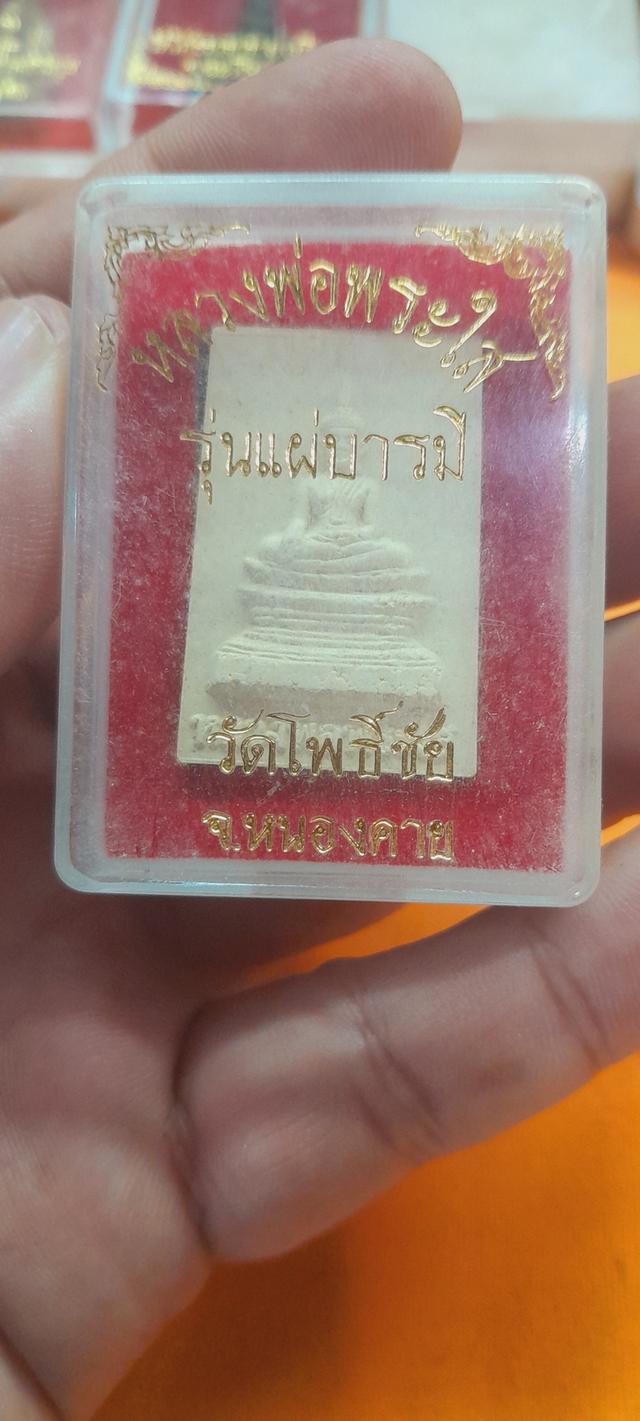 หลวงพ่อพระใส
รุ่นแผ่บารมี
วัดโพธิ์ชัย
จ.หนองคาย